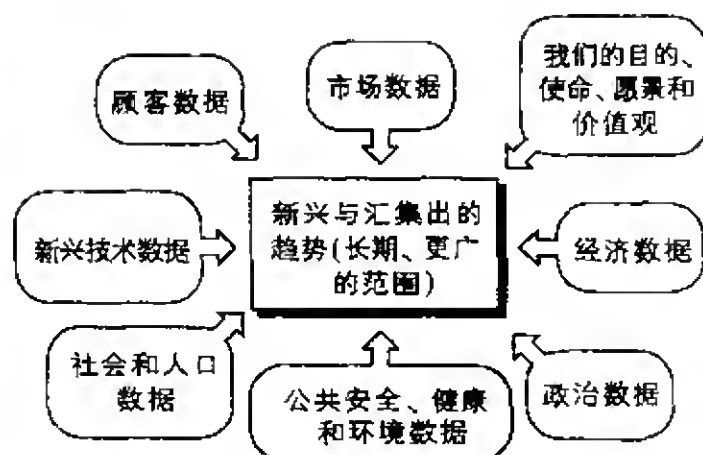 顾客数据
市场数据
我们的目的、
使命、愿景和
价值观
新兴技术数据
新兴与汇集出的
趋势(长期、更广
的范围)
经济数据
社会和人口
数据
公共安全、健康
和环境数据
政治数据